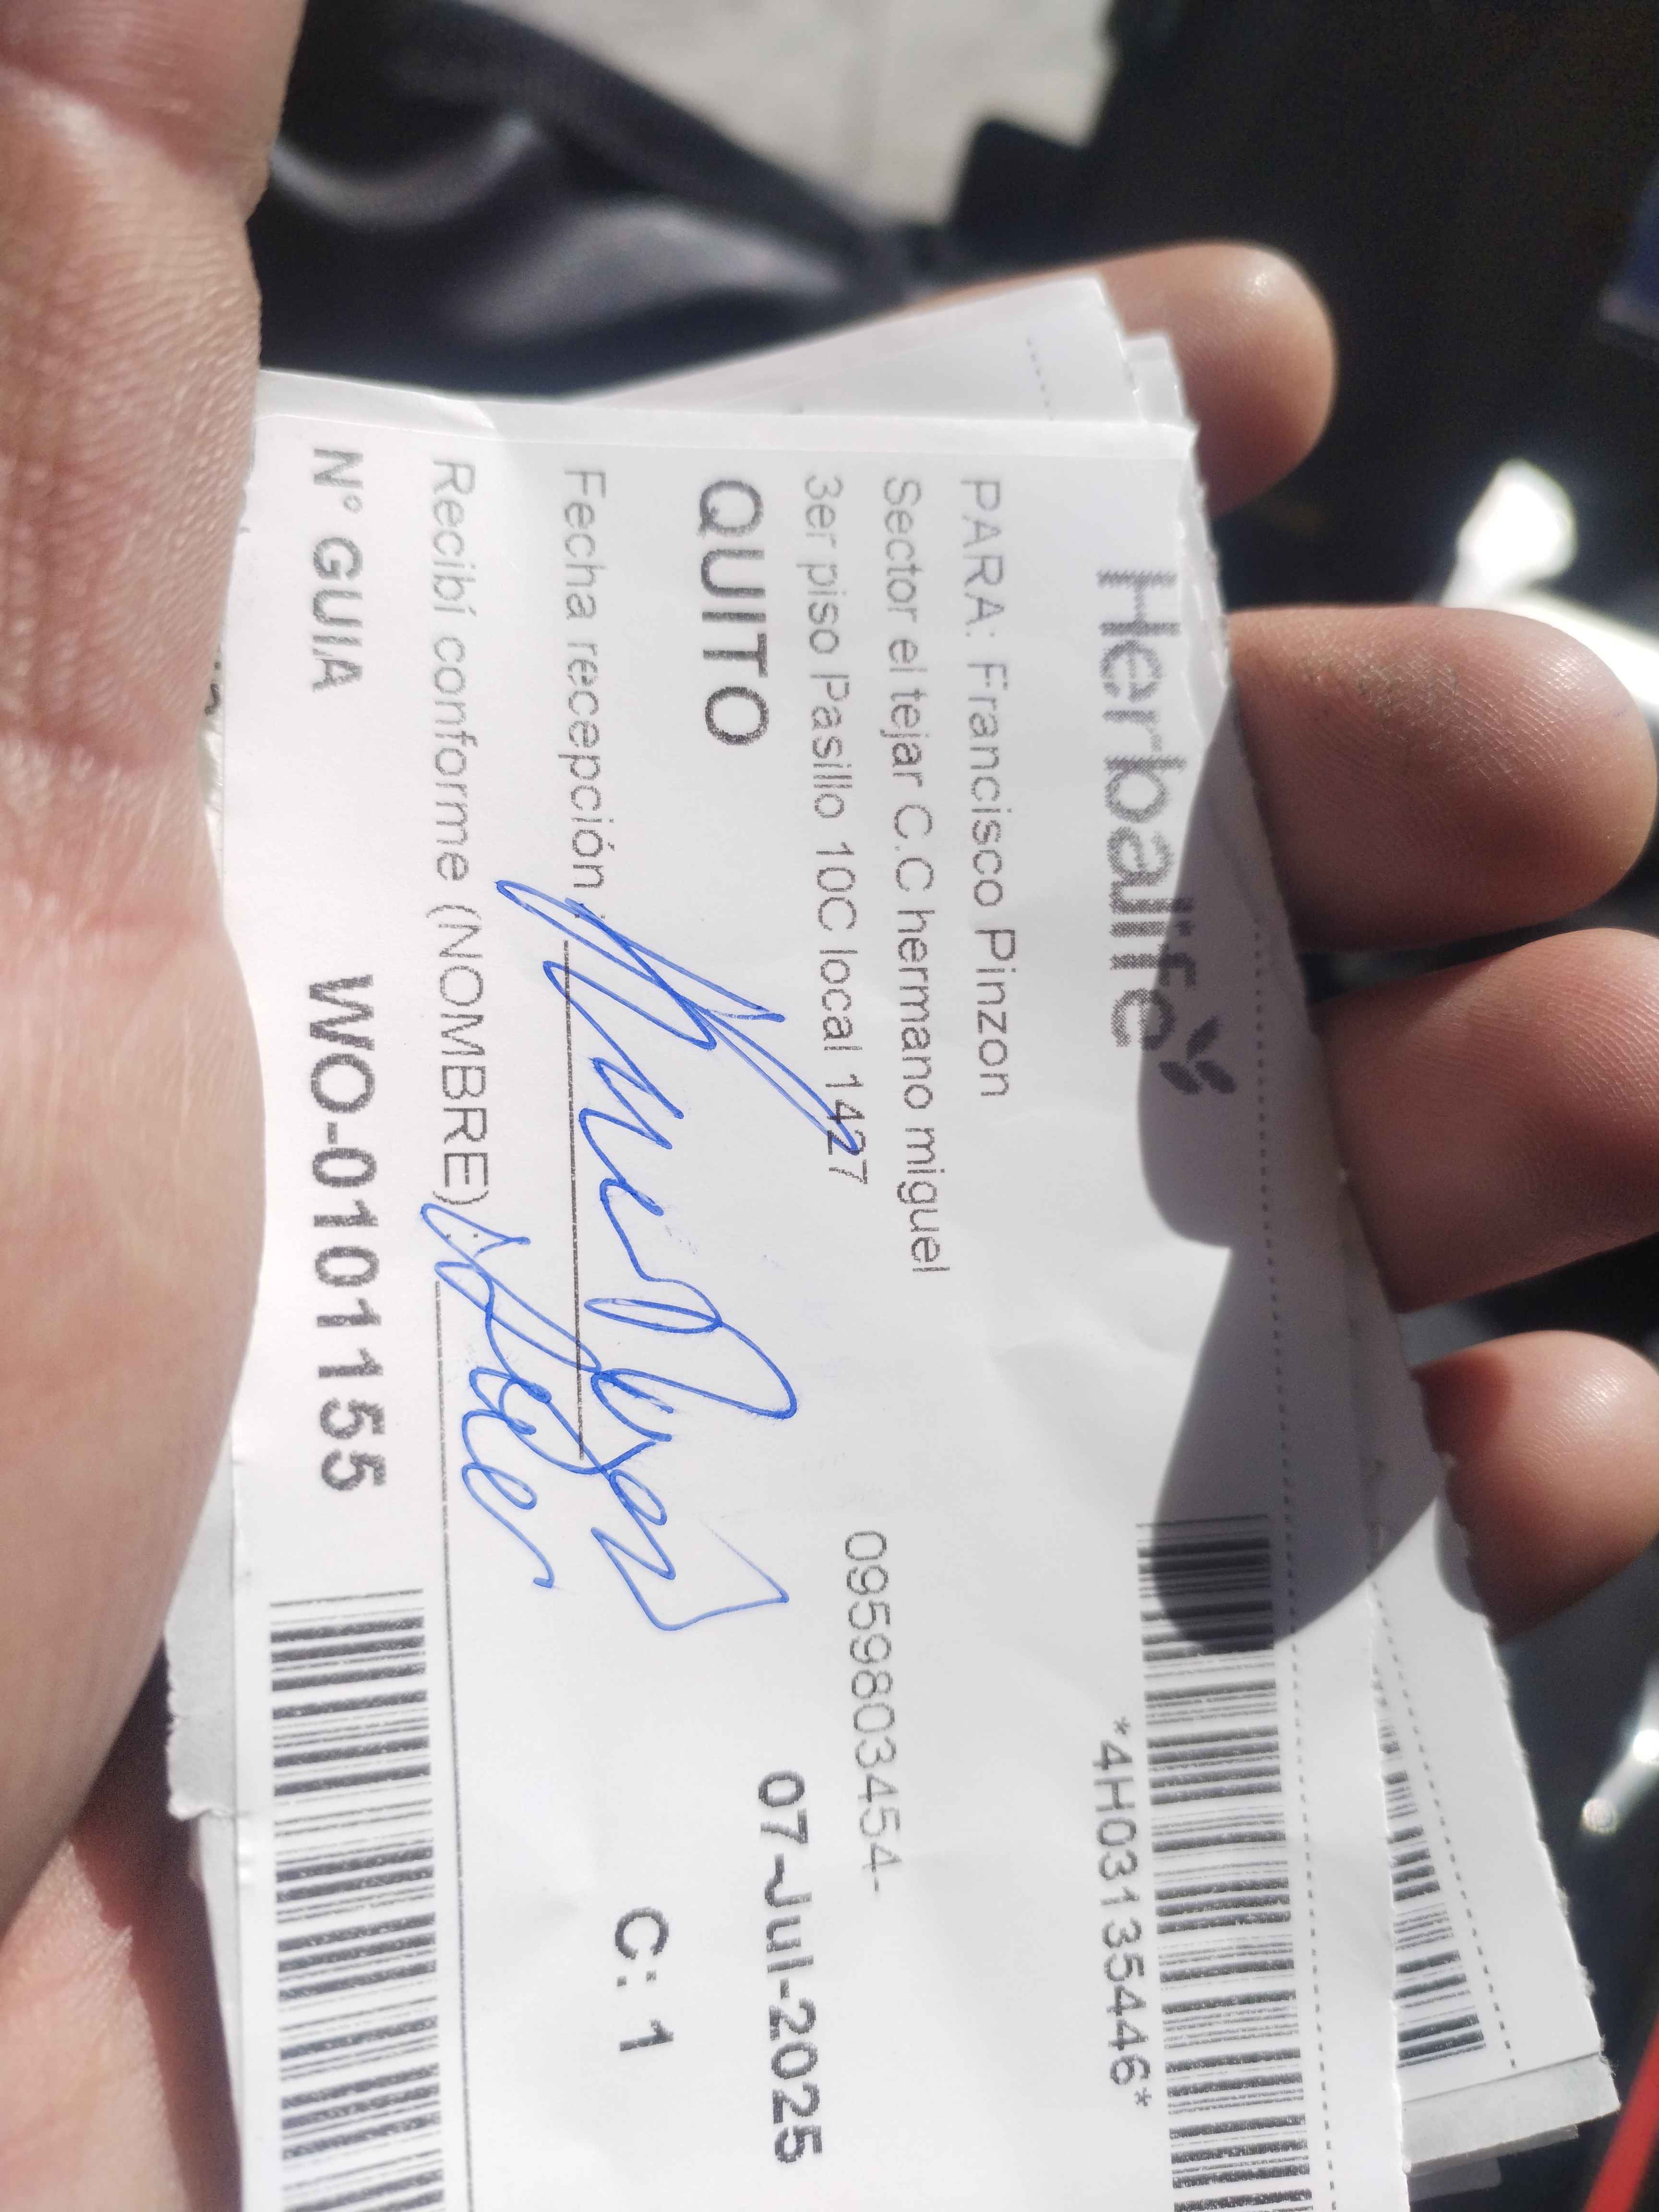 Herbalife
*4H03135446*
PARA: Francisco Pinzon
Sector el tejar C.C hermano miguel
3er piso Pasillo 10C local 1427
0959803454-
QUITO
07-Jul-2025
Fecha recepción :
C: 1
Recibí conforme (NOMBRE):
N° GUIA WO-0101155